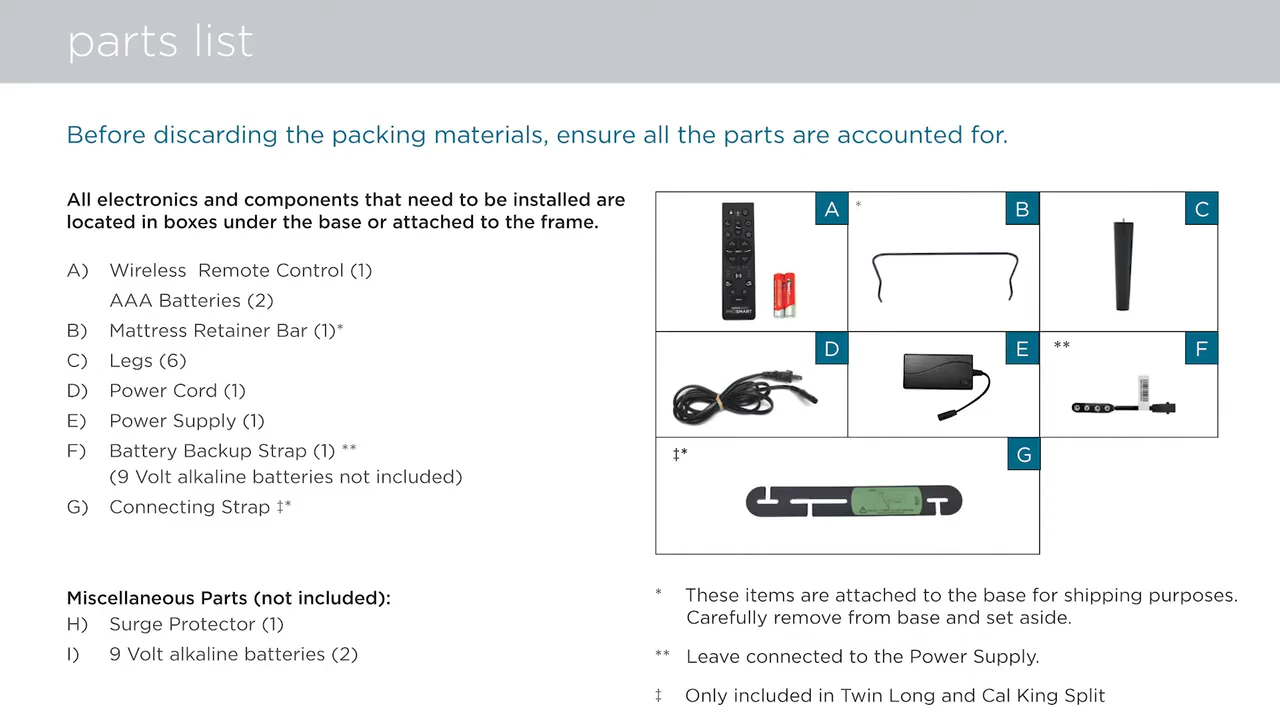 parts list
Before discarding the packing materials, ensure all the parts are accounted for.
All electronics and components that need to be installed are
located in boxes under the base or attached to the frame.
A) Wireless Remote Control (1)
AAA Batteries (2)
B) Mattress Retainer Bar (1)*
C) Legs (6)
D) Power Cord (1)
E) Power Supply (1)
F) Battery Backup Strap (1) **
(9 Volt alkaline batteries not included)
G) Connecting Strap ‡*
Miscellaneous Parts (not included):
H) Surge Protector (1)
I) 9 Volt alkaline batteries (2)
A
* B
C
PROSMART
D
E
** F
‡* G
* These items are attached to the base for shipping purposes.
Carefully remove from base and set aside.
** Leave connected to the Power Supply.
‡ Only included in Twin Long and Cal King Split